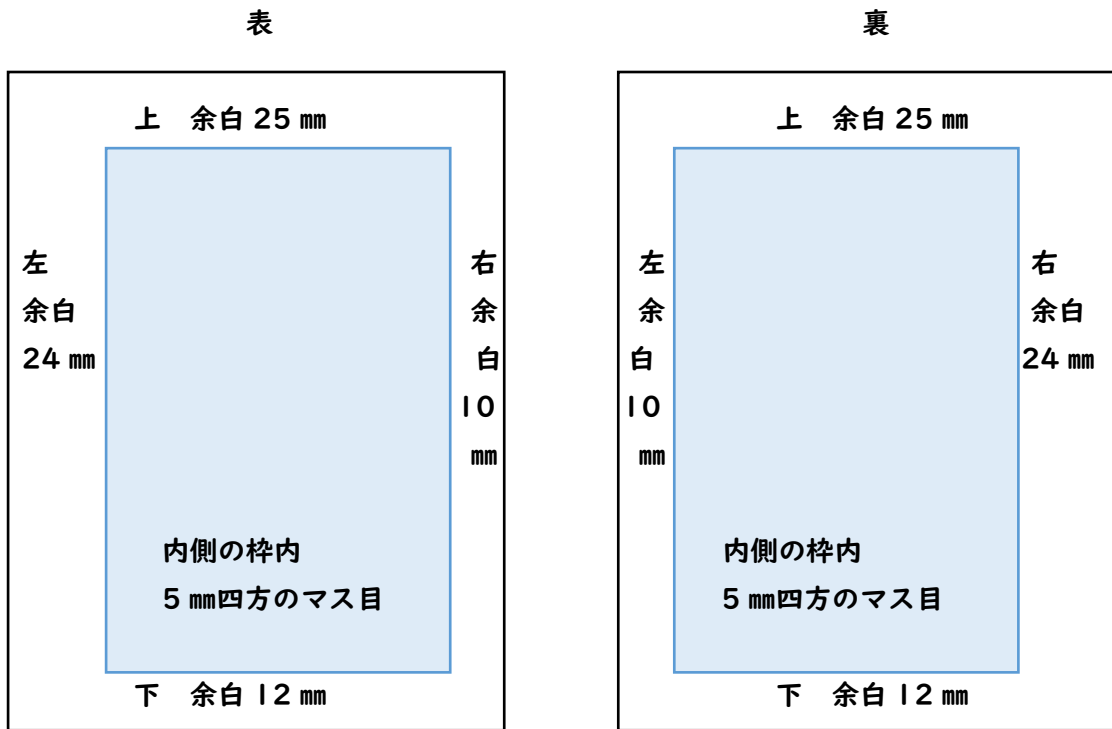 表
上　余白 25 ㎜
左
余白
24 ㎜
右
余
白
10
㎜
内側の枠内
5 ㎜四方のマス目
下　余白 12 ㎜
裏
上　余白 25 ㎜
左
余
白
10
㎜
右
余白
24 ㎜
内側の枠内
5 ㎜四方のマス目
下　余白 12 ㎜